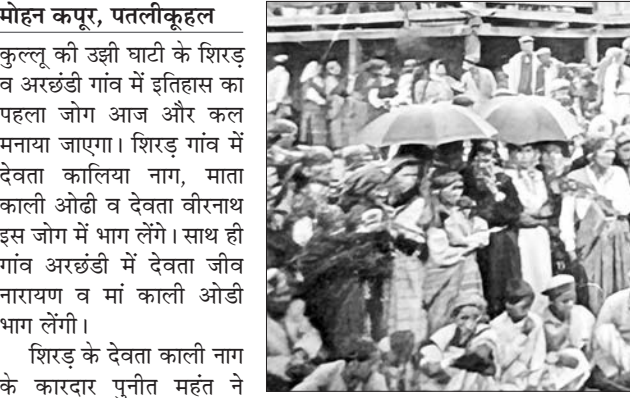 मोहन कपूर, पतलीकूहल
कुल्लू की उझी घाटी के शिरड़
व अरछंडी गांव में इतिहास का
पहला जोग आज और कल
मनाया जाएगा। शिरड़ गांव में
देवता कालिया नाग, माता
काली ओढी व देवता वीरनाथ
इस जोग में भाग लेंगे। साथ ही
गांव अरछंडी में देवता जीव
नारायण व मां काली ओडी
भाग लेंगी।
शिरड़ के देवता काली नाग
के कारदार पुनीत महंत ने